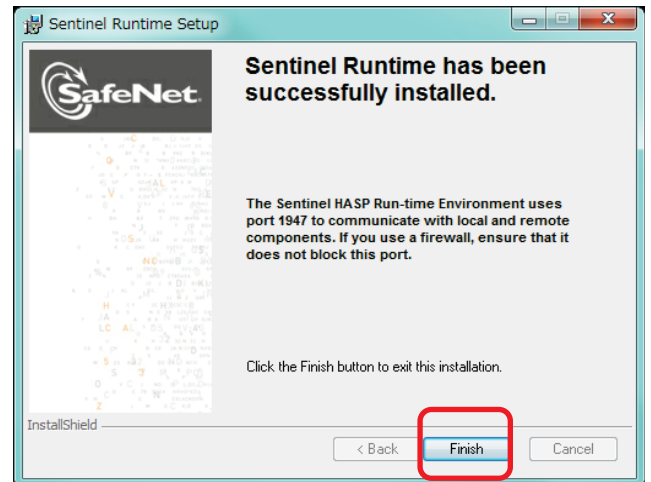 Sentinel Runtime Setup
SafeNet.
Sentinel Runtime has been
successfully installed.
The Sentinel HASP Run-time Environment uses
port 1947 to communicate with local and remote
components. If you use a firewall, ensure that it
does not block this port.
Click the Finish button to exit this installation.
InstallShield
< Back
Finish
Cancel